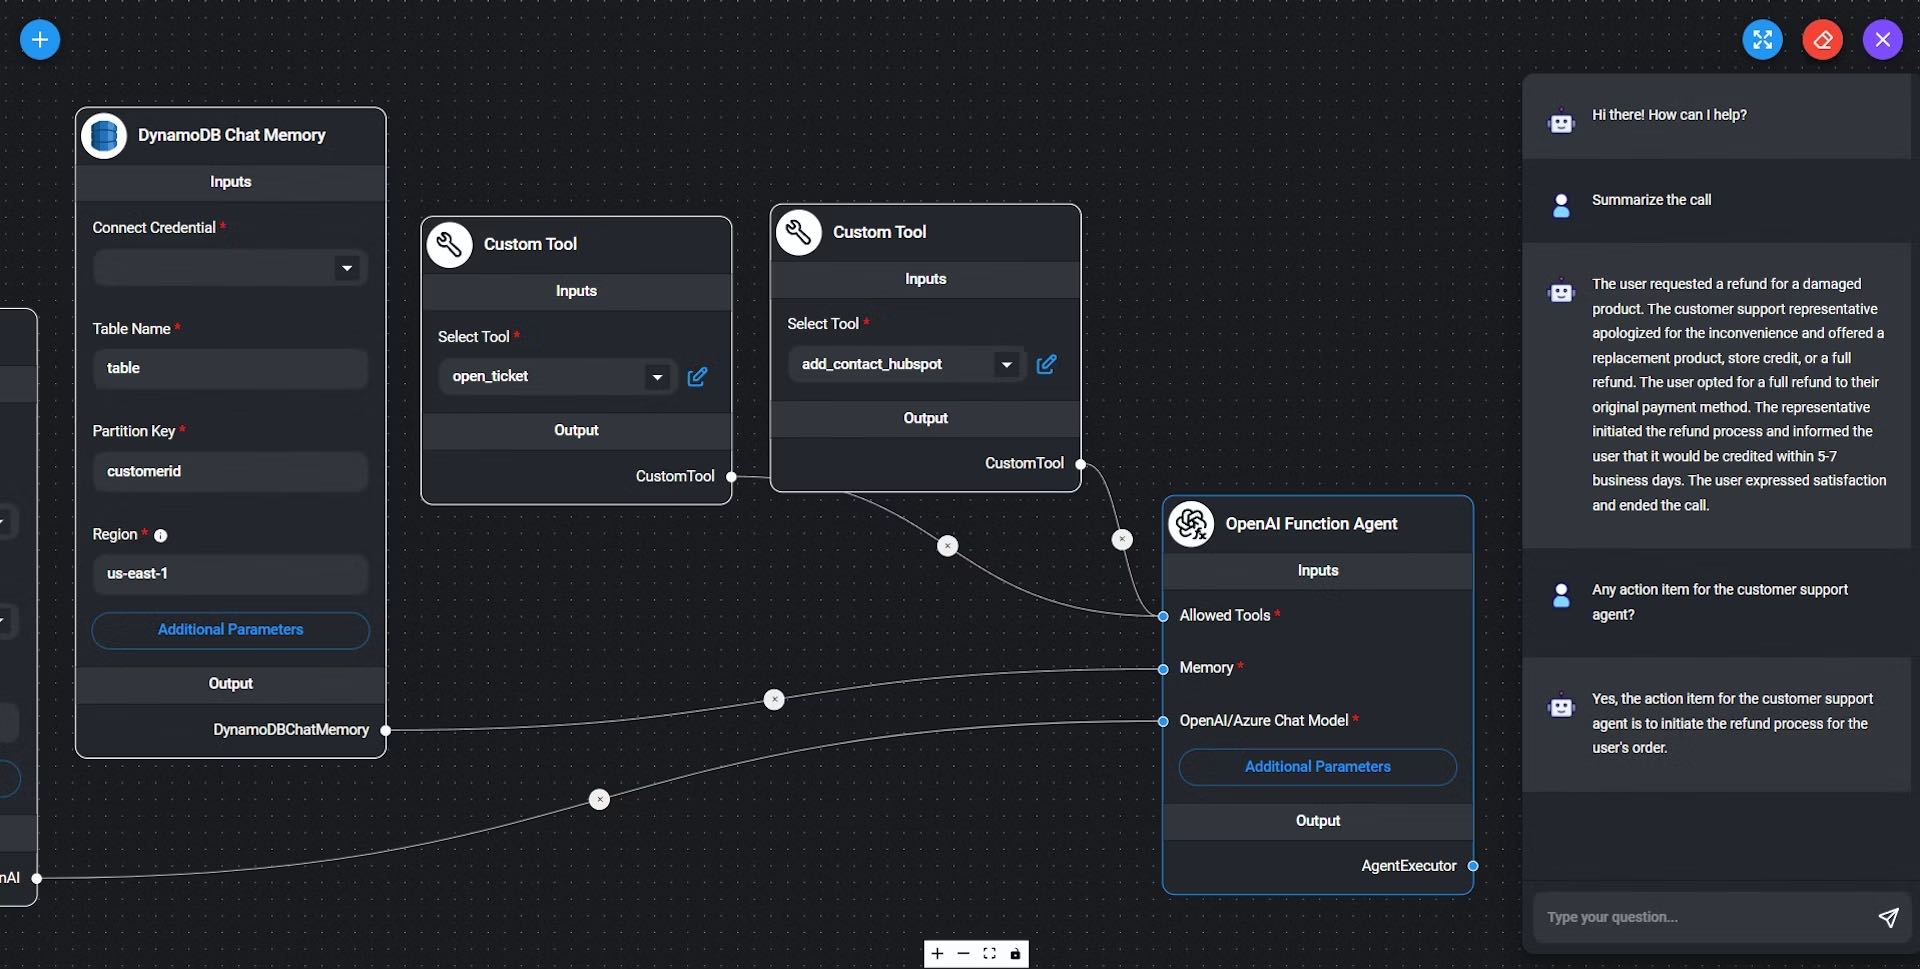 DynamoDB Chat Memory
Inputs
Connect Credential *
Table Name *
table
Partition Key *
customerid
Region *
us-east-1
Additional Parameters
Output
DynamoDBChatMemory
nAI
Custom Tool
Inputs
Select Tool *
open_ticket
Output
CustomTool
Custom Tool
Inputs
Select Tool *
add_contact_hubspot
Output
CustomTool
OpenAI Function Agent
Inputs
Allowed Tools *
Memory *
OpenAI/Azure Chat Model *
Additional Parameters
Output
AgentExecutor
Hi there! How can I help?
Summarize the call
The user requested a refund for a damaged
product. The customer support representative
apologized for the inconvenience and offered a
replacement product, store credit, or a full
refund. The user opted for a full refund to their
original payment method. The representative
initiated the refund process and informed the
user that it would be credited within 5-7
business days. The user expressed satisfaction
and ended the call.
Any action item for the customer support
agent?
Yes, the action item for the customer support
agent is to initiate the refund process for the
user's order.
Type your question...